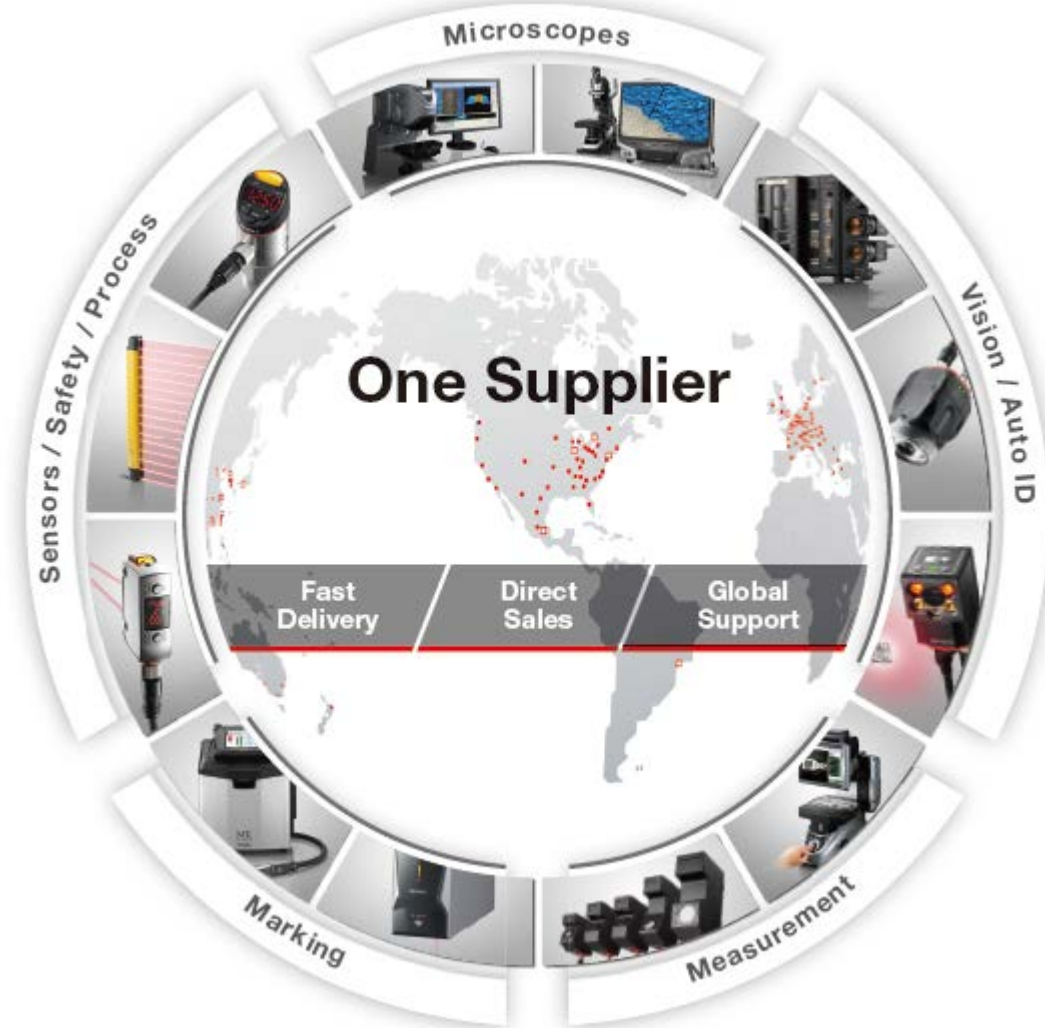 Microscopes
Sensors / Safety / Process
Vision / Auto ID
One Supplier
Fast
Delivery
Direct
Sales
Global
Support
Marking
Measurement